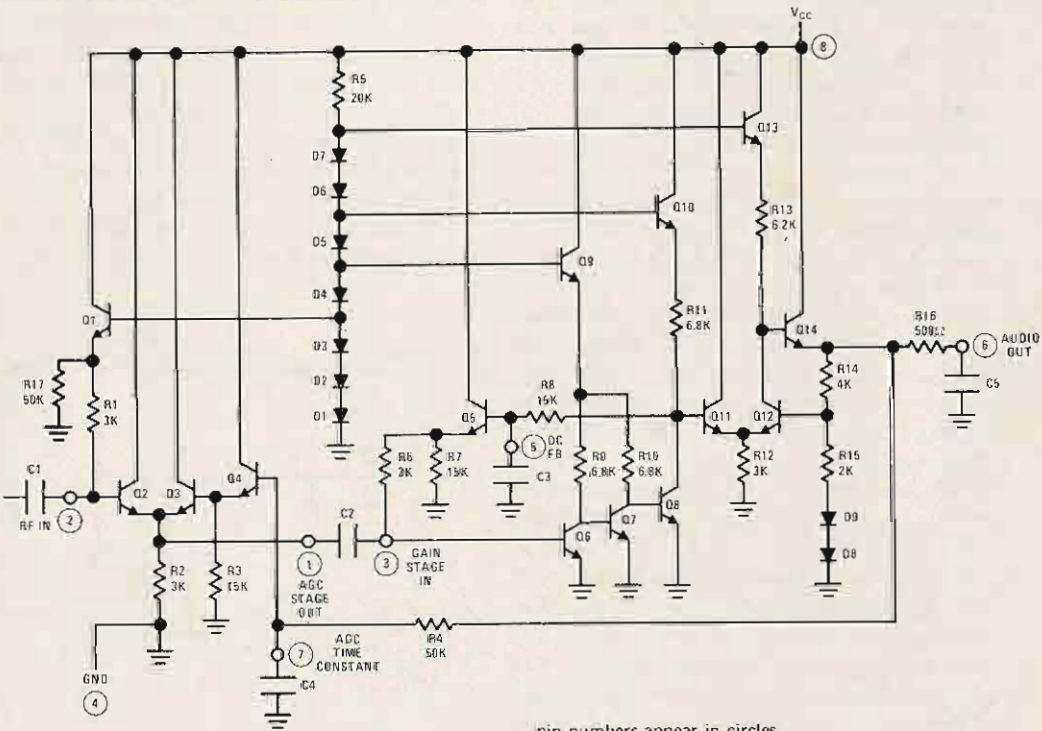 VCC
8
R5
20K
Q13
D7
D6
Q10
R13
6.2K
D5
Q9
D4
Q1
R11
6.8K
Q14
R16
500Ω
6 AUDIO
OUT
D3
R17
50K
R1
3K
D2
R8
15K
R14
4K
C5
D1
Q5
Q11
Q12
R6
3K
R7
15K
5 DC
FB
R9
6.8K
R10
6.8K
R12
3K
R15
2K
C1
Q4
C3
Q2
Q3
Q8
RF IN
2
C2
Q7
D9
Q6
1
AGC
STAGE
OUT
3
GAIN
STAGE
IN
D8
R2
3K
R3
15K
R4
50K
7
AGC
TIME
CONSTANT
GND
4
C4
pin numbers appear in circles